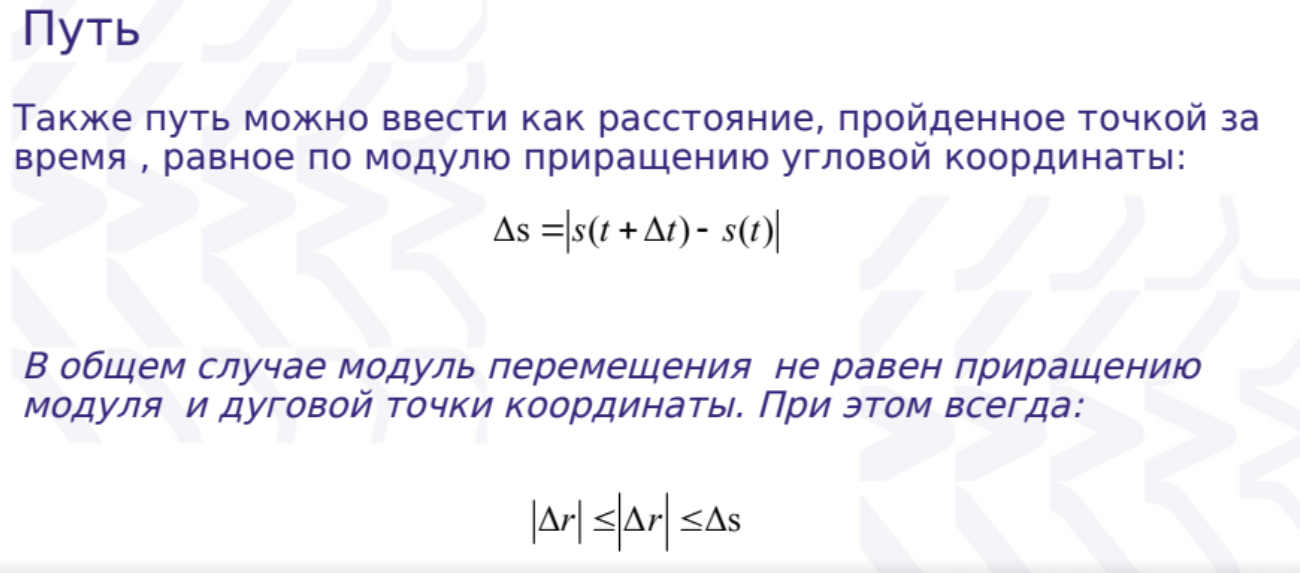 Путь
Также путь можно ввести как расстояние, пройденное точкой за
время , равное по модулю приращению угловой координаты:
Δs =|s(t + Δt) - s(t)|
В общем случае модуль перемещения  не равен приращению
модуля  и дуговой точки координаты. При этом всегда:
|Δr| ≤|Δr| ≤Δs